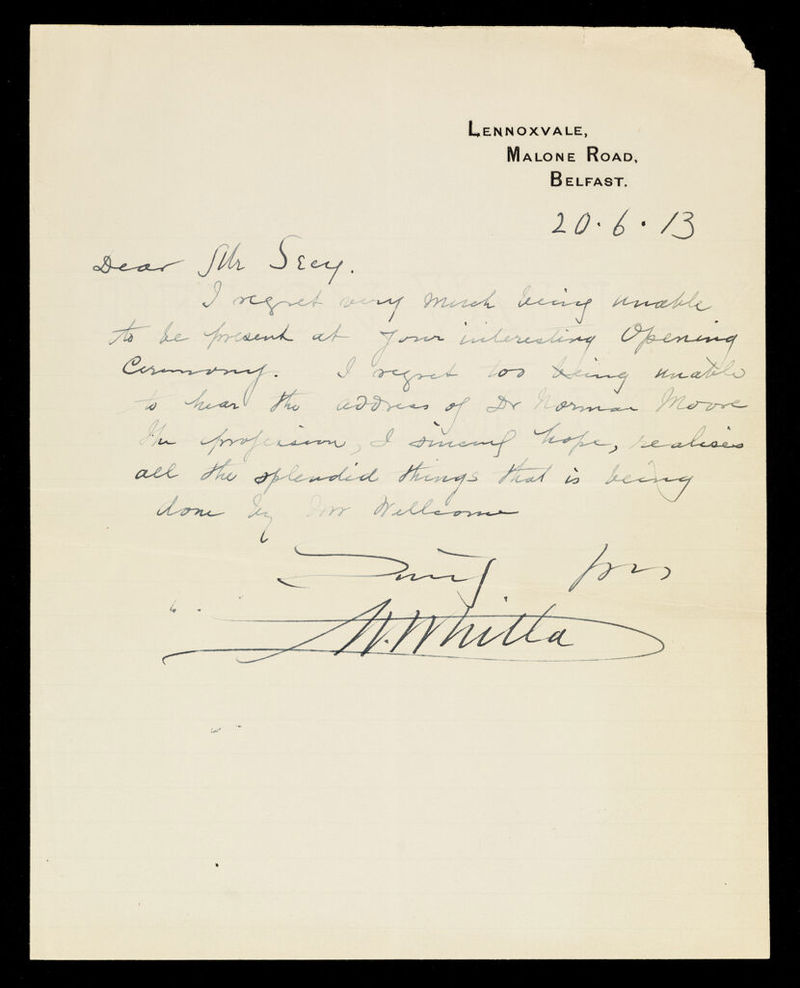 LENNOXVALE,
MALONE ROAD,
BELFAST.
20.6.13
Dear Mr Secy.
I regret very much being unable
to be present at your interesting Opening
Ceremony. I regret too being unable
to hear the address of Dr Norman Moore
the profession, I sincerely hope, realises
all the splendid things that is being
done by Mr Wellcome
Sincerely yours
W. Whitla